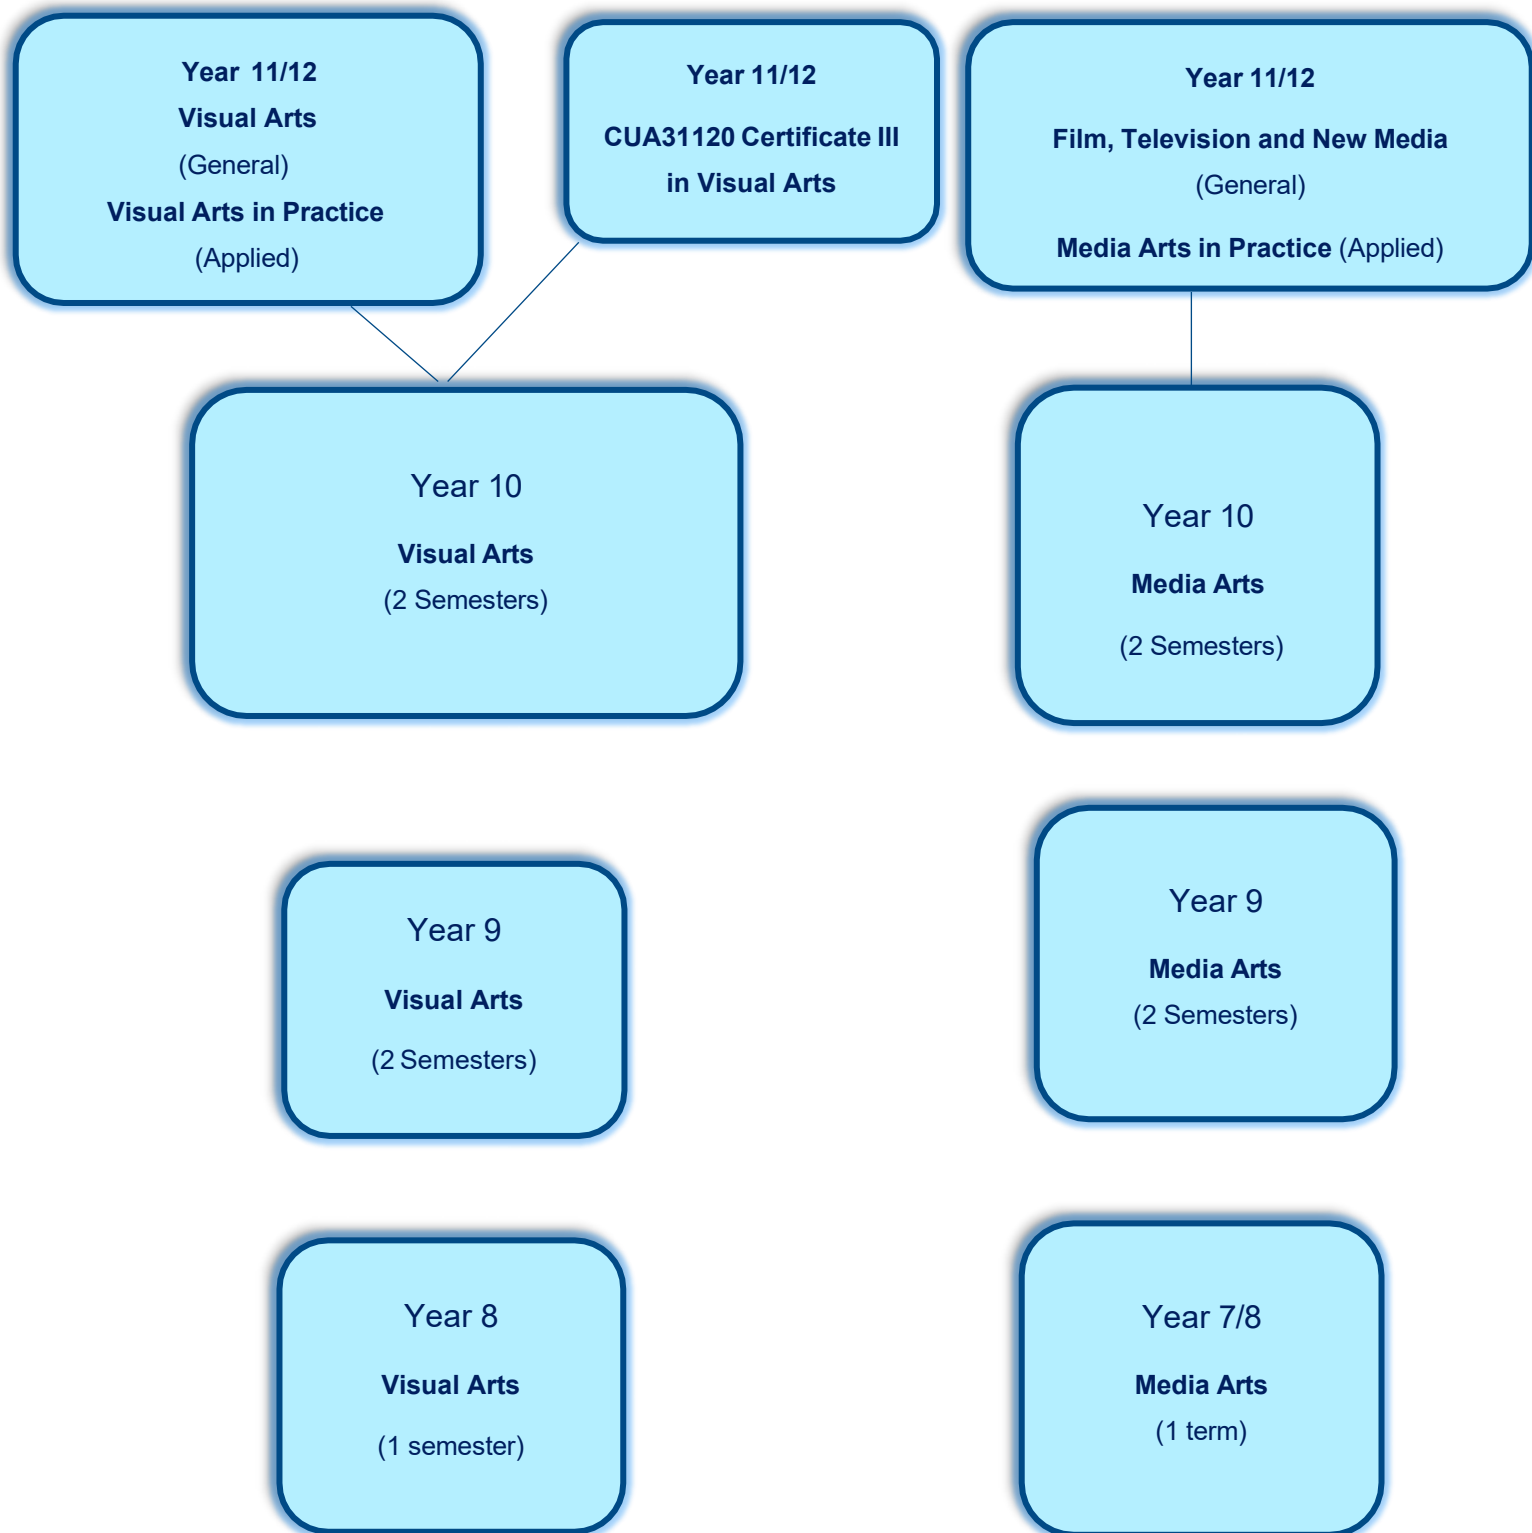 Year 11/12
Visual Arts
(General)
Visual Arts in Practice
(Applied)
Year 11/12
CUA31120 Certificate III
in Visual Arts
Year 11/12
Film, Television and New Media
(General)
Media Arts in Practice (Applied)
Year 10
Visual Arts
(2 Semesters)
Year 10
Media Arts
(2 Semesters)
Year 9
Visual Arts
(2 Semesters)
Year 9
Media Arts
(2 Semesters)
Year 8
Visual Arts
(1 semester)
Year 7/8
Media Arts
(1 term)